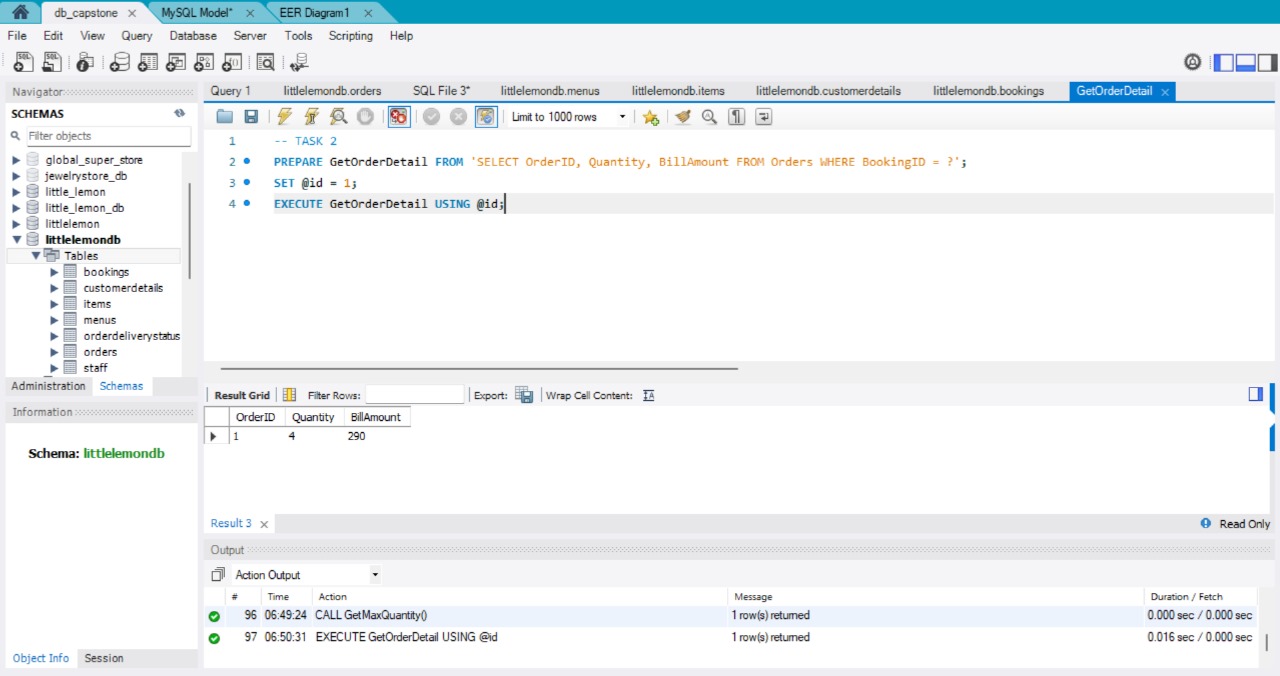 db_capstone MySQL Model* EER Diagram1
File Edit View Query Database Server Tools Scripting Help
Navigator
SCHEMAS
Filter objects
global_super_store
jewelrystore_db
little_lemon
little_lemon_db
littlelemon
littlelemondb
Tables
bookings
customerdetails
items
menus
orderdeliverystatus
orders
staff
Administration Schemas
Information
Schema: littlelemondb
Object Info Session
Query 1 littlelemondb.orders SQL File 3* littlelemondb.menus littlelemondb.items littlelemondb.customerdetails littlelemondb.bookings GetOrderDetail
Limit to 1000 rows
1 -- TASK 2
2 PREPARE GetOrderDetail FROM 'SELECT OrderID, Quantity, BillAmount FROM Orders WHERE BookingID = ?';
3 SET @id = 1;
4 EXECUTE GetOrderDetail USING @id;
Result Grid Filter Rows: Export: Wrap Cell Content:
OrderID Quantity BillAmount
1 4 290
Result 3 Read Only
Output
Action Output
# Time Action Message Duration / Fetch
96 06:49:24 CALL GetMaxQuantity() 1 row(s) returned 0.000 sec / 0.000 sec
97 06:50:31 EXECUTE GetOrderDetail USING @id 1 row(s) returned 0.016 sec / 0.000 sec